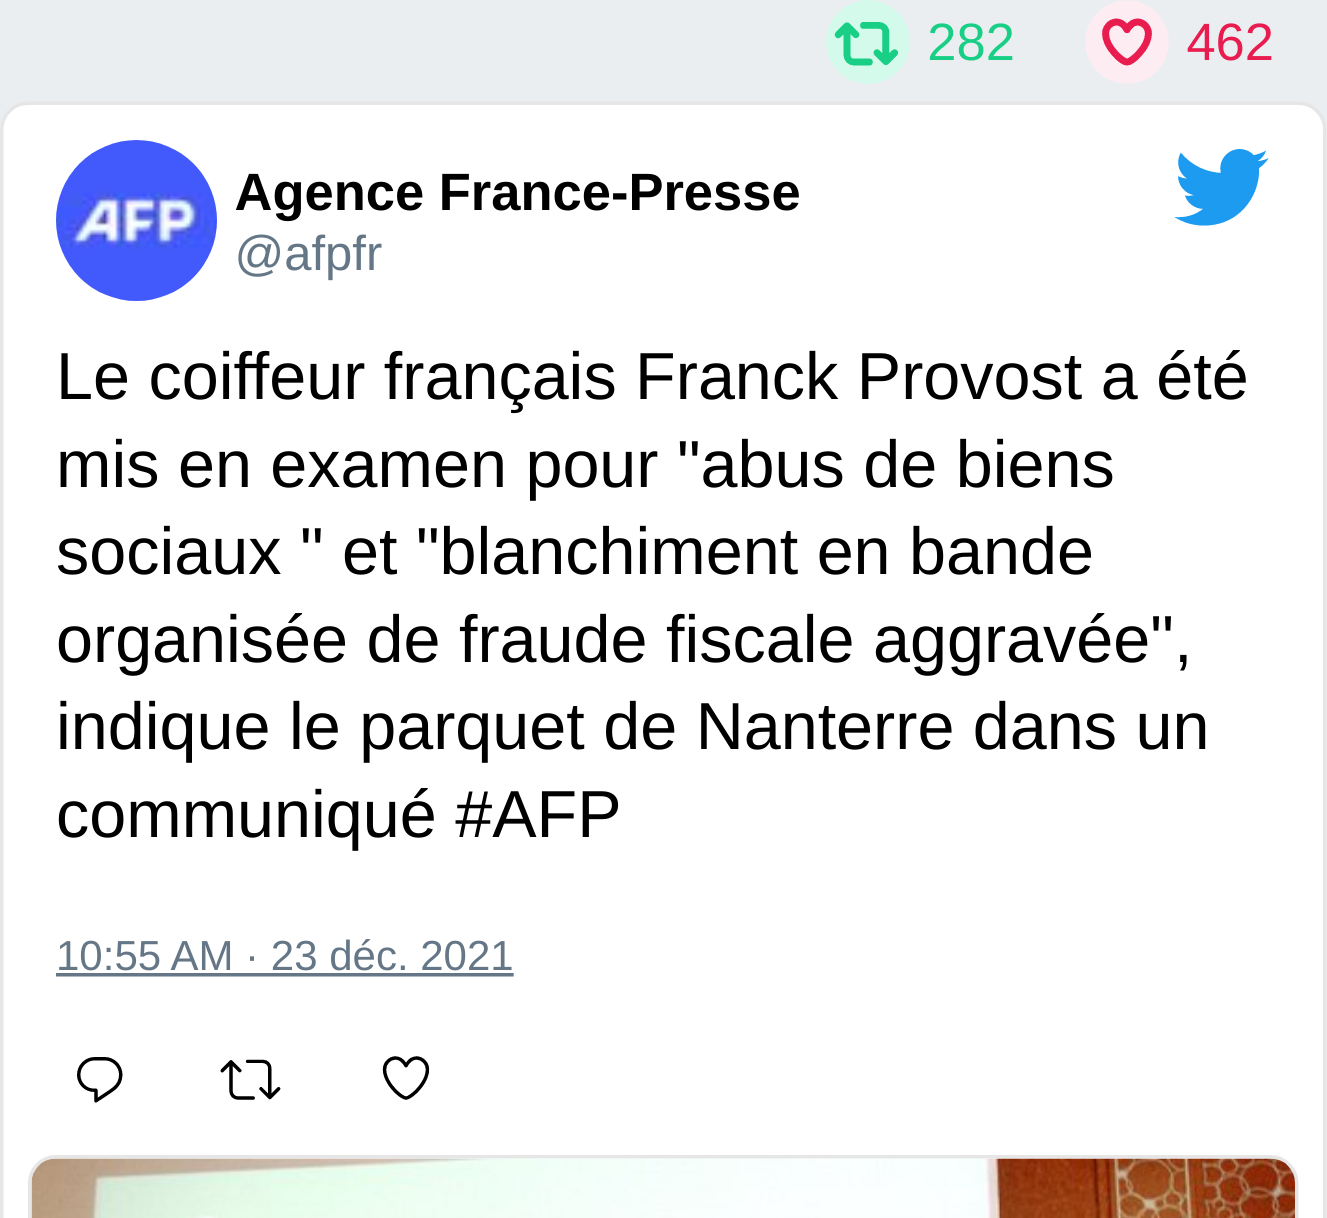 282 462
AFP
Agence France-Presse
@afpfr
Le coiffeur français Franck Provost a été
mis en examen pour "abus de biens
sociaux " et "blanchiment en bande
organisée de fraude fiscale aggravée",
indique le parquet de Nanterre dans un
communiqué #AFP
10:55 AM · 23 déc. 2021